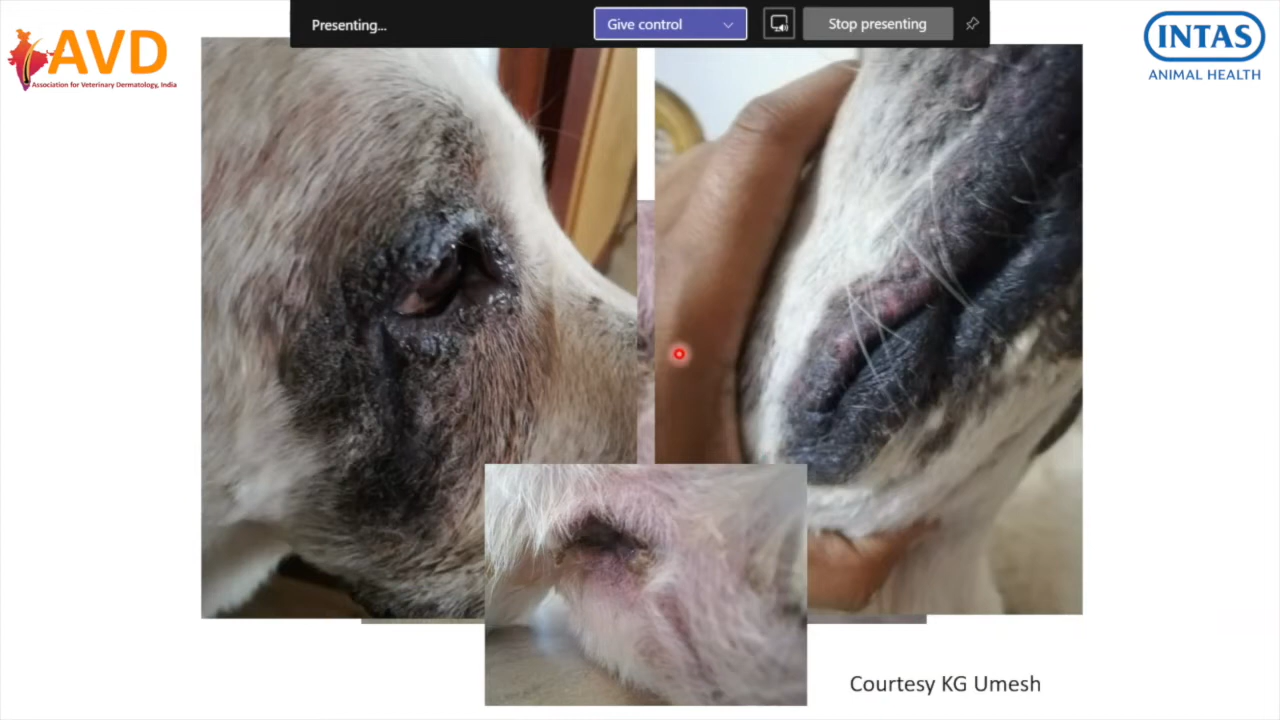 Presenting...
Give control
Stop presenting
AVD
Association for Veterinary Dermatology, India
INTAS
ANIMAL HEALTH
Courtesy KG Umesh